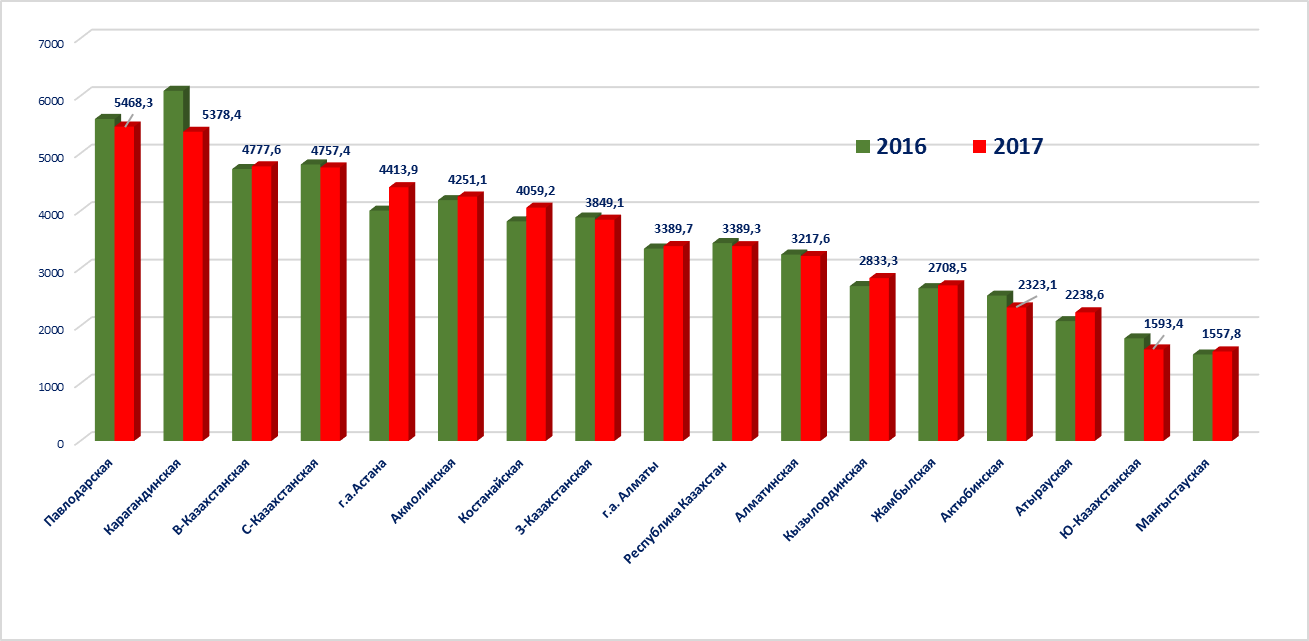 7000
6000
5000
4000
3000
2000
1000
0
5468,3
5378,4
4777,6
4757,4
4413,9
4251,1
4059,2
3849,1
3389,7
3389,3
3217,6
2833,3
2708,5
2323,1
2238,6
1593,4
1557,8
2016
2017
Павлодарская
Карагандинская
В-Казахстанская
С-Казахстанская
г.а.Астана
Акмолинская
Костанайская
З-Казахстанская
г.а. Алматы
Республика Казахстан
Алматинская
Кызылординская
Жамбылская
Актюбинская
Атырауская
Ю-Казахстанская
Мангыстауская